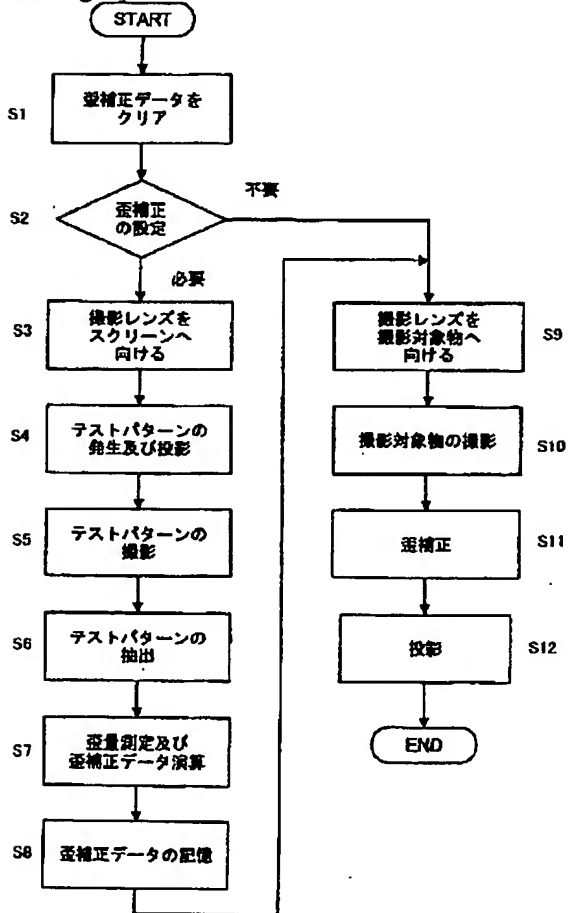 START
S1
歪補正データを
クリア
S2
歪補正
の設定
不要
必要
S3
撮影レンズを
スクリーンへ
向ける
S4
テストパターンの
発生及び投影
S5
テストパターンの
撮影
S6
テストパターンの
抽出
S7
歪量測定及び
歪補正データ演算
S8
歪補正データの記憶
撮影レンズを
撮影対象物へ
向ける
S9
撮影対象物の撮影
S10
歪補正
S11
投影
S12
END